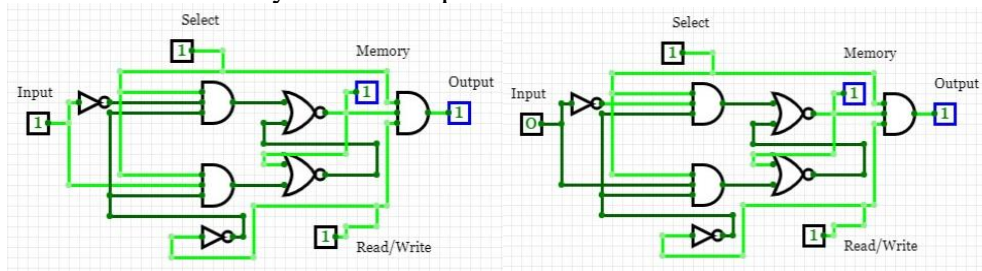 Select
1
Memory
Input
1
Output
1
1
1
Read/Write
Select
1
Memory
Input
1
Output
0
1
1
Read/Write